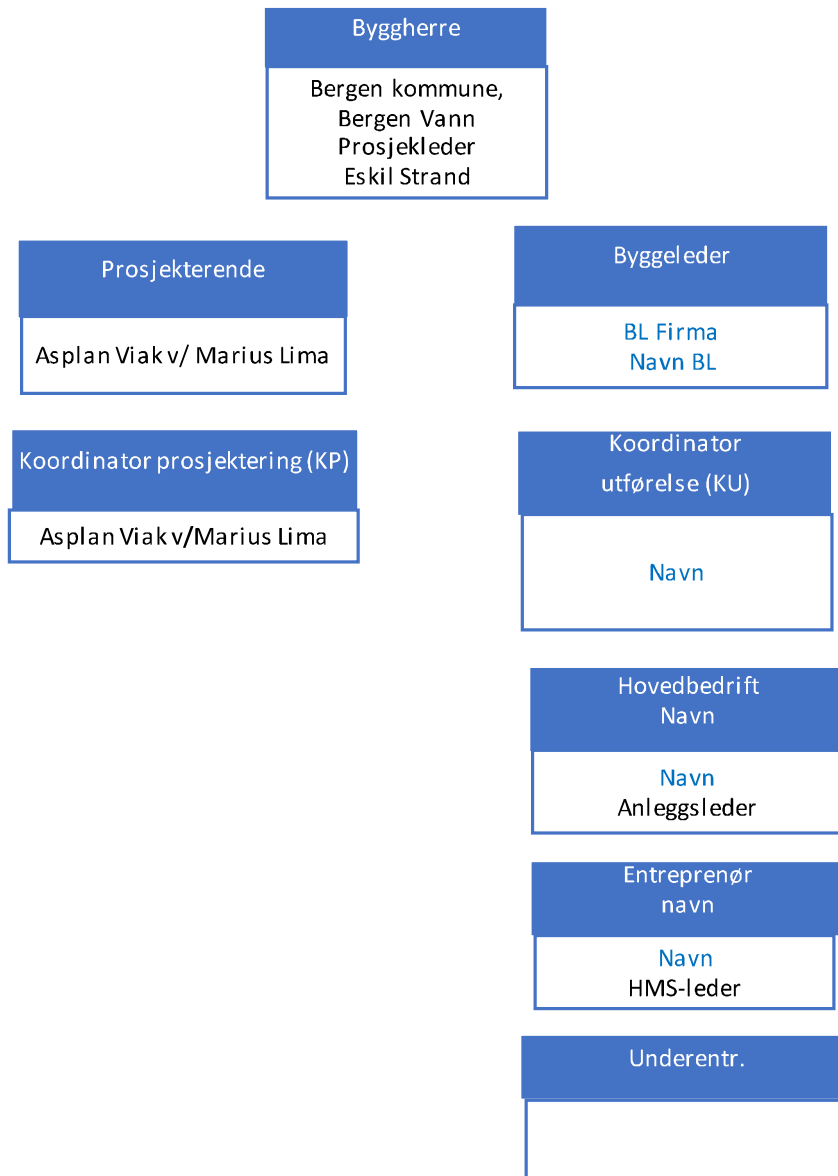 Byggherre
Bergen kommune,
Bergen Vann
Prosjekleder
Eskil Strand
Prosjekterende
Asplan Viak v/ Marius Lima
Koordinator prosjektering (KP)
Asplan Viak v/Marius Lima
Byggeleder
BL Firma
Navn BL
Koordinator
utførelse (KU)
Navn
Hovedbedrift
Navn
Navn
Anleggsleder
Entreprenør
navn
Navn
HMS-leder
Underentr.